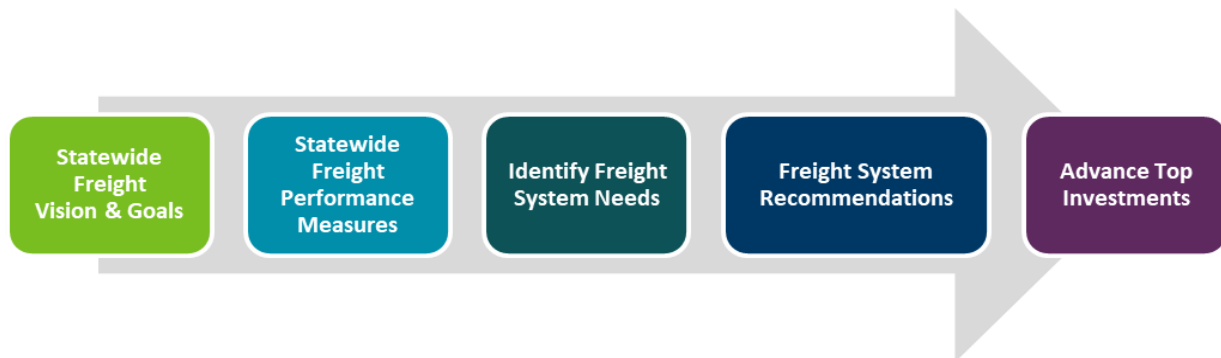 Statewide
Freight
Vision & Goals
Statewide
Freight
Performance
Measures
Identify Freight
System Needs
Freight System
Recommendations
Advance Top
Investments